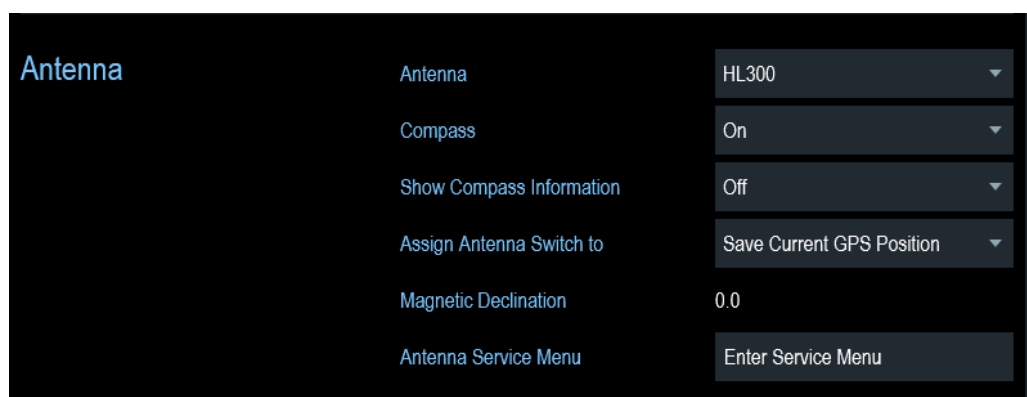 Antenna
Antenna HL300
Compass On
Show Compass Information Off
Assign Antenna Switch to Save Current GPS Position
Magnetic Declination 0.0
Antenna Service Menu Enter Service Menu